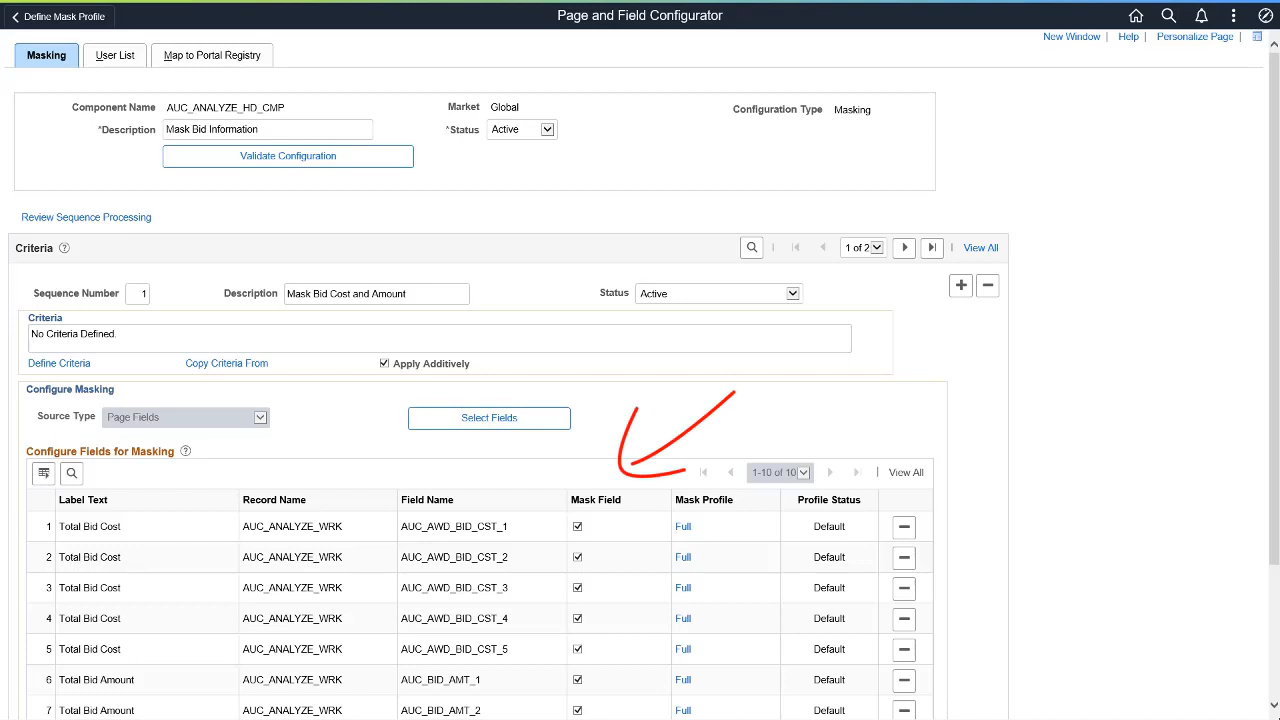 Define Mask Profile
Page and Field Configurator
New Window | Help | Personalize Page |
Masking
User List
Map to Portal Registry
Component Name AUC_ANALYZE_HD_CMP Market Global Configuration Type Masking
*Description Mask Bid Information *Status Active
Validate Configuration
Review Sequence Processing
Criteria 1 of 2 | View All
Sequence Number 1 Description Mask Bid Cost and Amount Status Active
Criteria
No Criteria Defined.
Define Criteria Copy Criteria From Apply Additively
Configure Masking
Source Type Page Fields Select Fields
Configure Fields for Masking
1-10 of 10 | View All
Label Text Record Name Field Name Mask Field Mask Profile Profile Status
1 Total Bid Cost AUC_ANALYZE_WRK AUC_AWD_BID_CST_1 Full Default
2 Total Bid Cost AUC_ANALYZE_WRK AUC_AWD_BID_CST_2 Full Default
3 Total Bid Cost AUC_ANALYZE_WRK AUC_AWD_BID_CST_3 Full Default
4 Total Bid Cost AUC_ANALYZE_WRK AUC_AWD_BID_CST_4 Full Default
5 Total Bid Cost AUC_ANALYZE_WRK AUC_AWD_BID_CST_5 Full Default
6 Total Bid Amount AUC_ANALYZE_WRK AUC_BID_AMT_1 Full Default
7 Total Bid Amount AUC_ANALYZE_WRK AUC_BID_AMT_2 Full Default